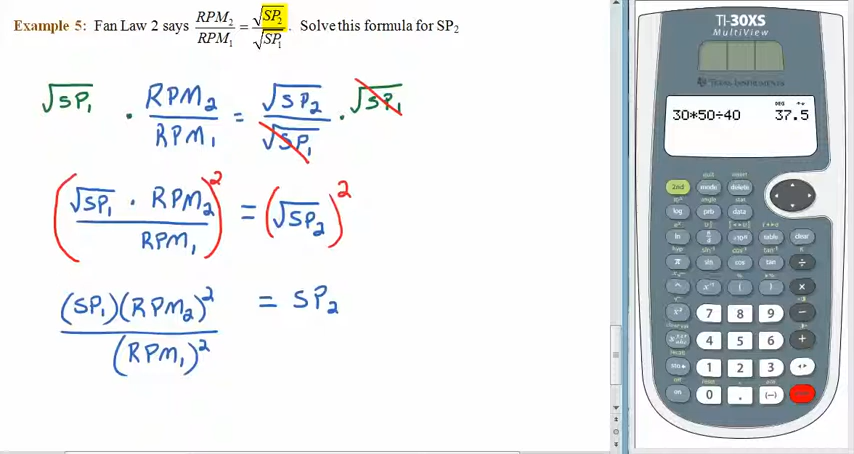 Example 5: Fan Law 2 says RPM₂/RPM₁ = √SP₂/√SP₁ . Solve this formula for SP₂
√SP₁ · RPM₂/RPM₁ = √SP₂/√SP₁ · √SP₁
(√SP₁ · RPM₂/RPM₁)² = (√SP₂)²
(SP₁)(RPM₂)²/(RPM₁)² = SP₂
TI-30XS
MultiView
TEXAS INSTRUMENTS
DEG
30*50÷40 37.5
2nd mode delete
log prb data
ln n/d table clear
π sin cos tan ÷
^ ( ) ×
x² 7 8 9 −
4 5 6 +
sto▸ 1 2 3
on 0 . (−)